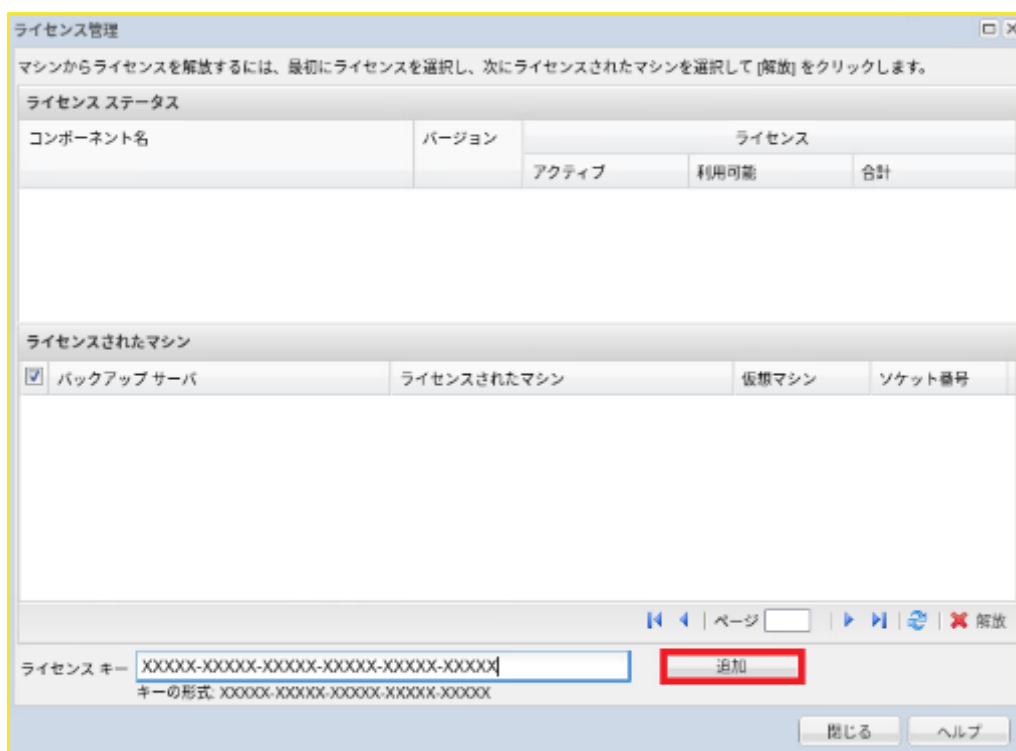 ライセンス管理
マシンからライセンスを解放するには、最初にライセンスを選択し、次にライセンスされたマシンを選択して [解放] をクリックします。
ライセンス ステータス
コンポーネント名 バージョン ライセンス
アクティブ 利用可能 合計
ライセンスされたマシン
バックアップ サーバ ライセンスされたマシン 仮想マシン ソケット番号
ページ 解放
ライセンス キー XXXXX-XXXXX-XXXXX-XXXXX-XXXXX-XXXXX 追加
キーの形式: XXXXX-XXXXX-XXXXX-XXXXX-XXXXX
閉じる ヘルプ